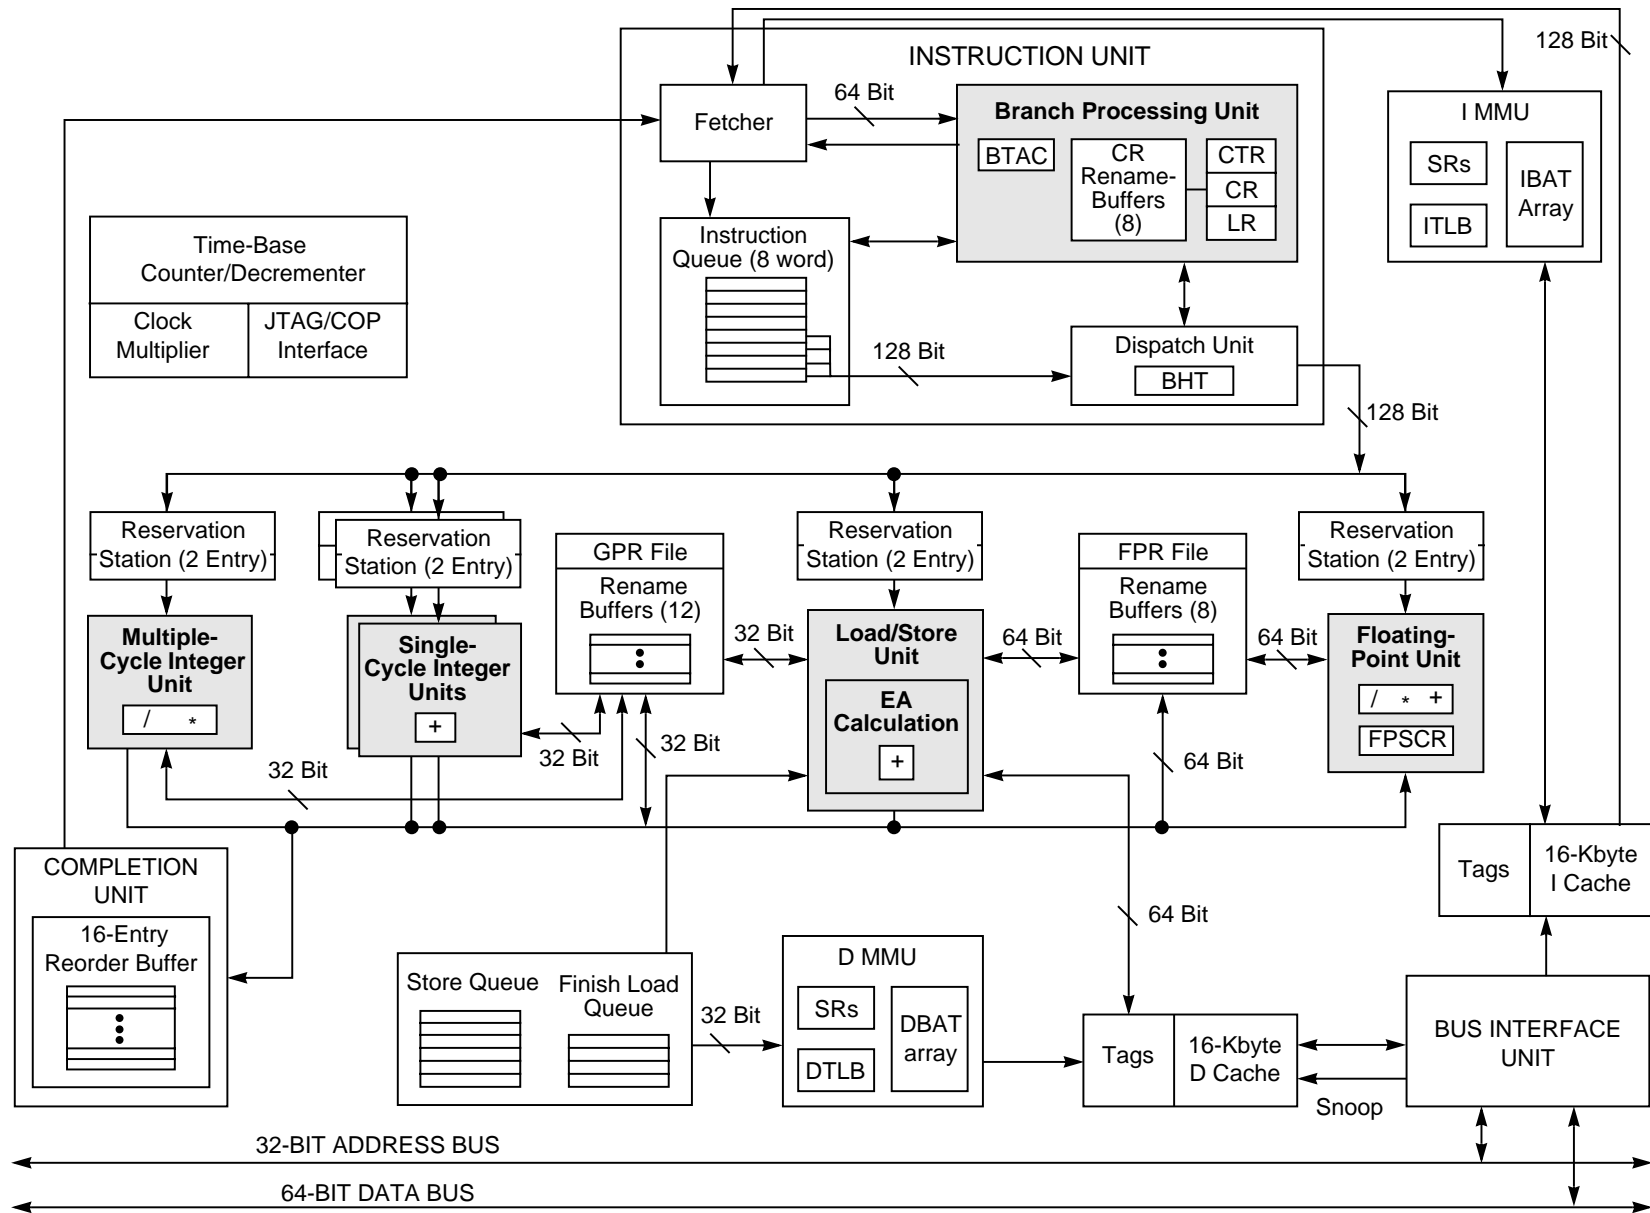 128 Bit
INSTRUCTION UNIT
Fetcher
64 Bit
Branch Processing Unit
BTAC
CR
Rename-
Buffers
(8)
CTR
CR
LR
I MMU
SRs
ITLB
IBAT
Array
Time-Base
Counter/Decrementer
Clock
Multiplier
JTAG/COP
Interface
Instruction
Queue (8 word)
128 Bit
Dispatch Unit
BHT
128 Bit
Reservation
Station (2 Entry)
Reservation
Station (2 Entry)
GPR File
Rename
Buffers (12)
Reservation
Station (2 Entry)
FPR File
Rename
Buffers (8)
Reservation
Station (2 Entry)
Multiple-
Cycle Integer
Unit
/ *
Single-
Cycle Integer
Units
+
32 Bit
Load/Store
Unit
EA
Calculation
+
64 Bit
64 Bit
Floating-
Point Unit
/ * +
FPSCR
32 Bit
32 Bit
32 Bit
64 Bit
COMPLETION
UNIT
16-Entry
Reorder Buffer
Store Queue
Finish Load
Queue
32 Bit
D MMU
SRs
DTLB
DBAT
array
64 Bit
Tags
16-Kbyte
I Cache
Tags
16-Kbyte
D Cache
Snoop
BUS INTERFACE
UNIT
32-BIT ADDRESS BUS
64-BIT DATA BUS